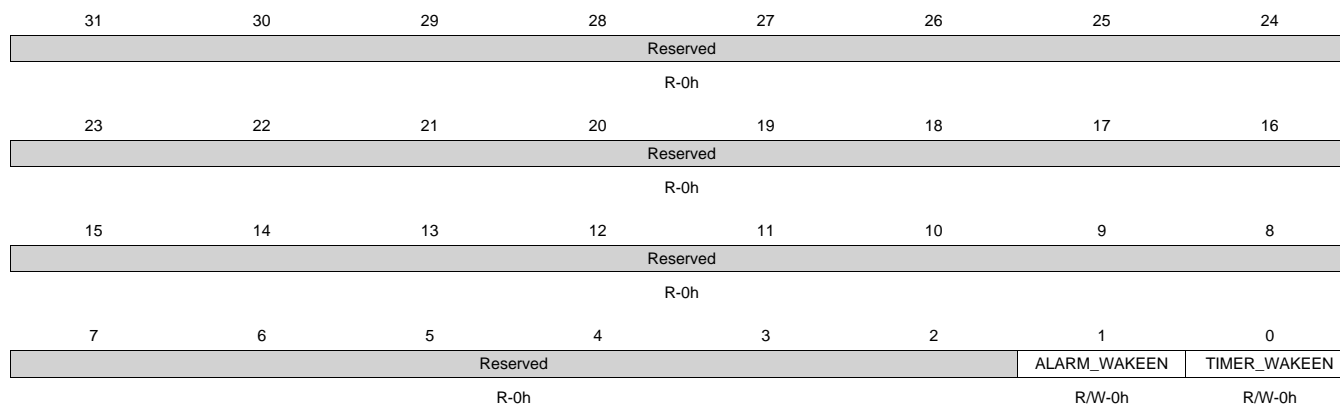 31 30 29 28 27 26 25 24
Reserved
R-0h
23 22 21 20 19 18 17 16
Reserved
R-0h
15 14 13 12 11 10 9 8
Reserved
R-0h
7 6 5 4 3 2 1 0
Reserved ALARM_WAKEEN TIMER_WAKEEN
R-0h R/W-0h R/W-0h